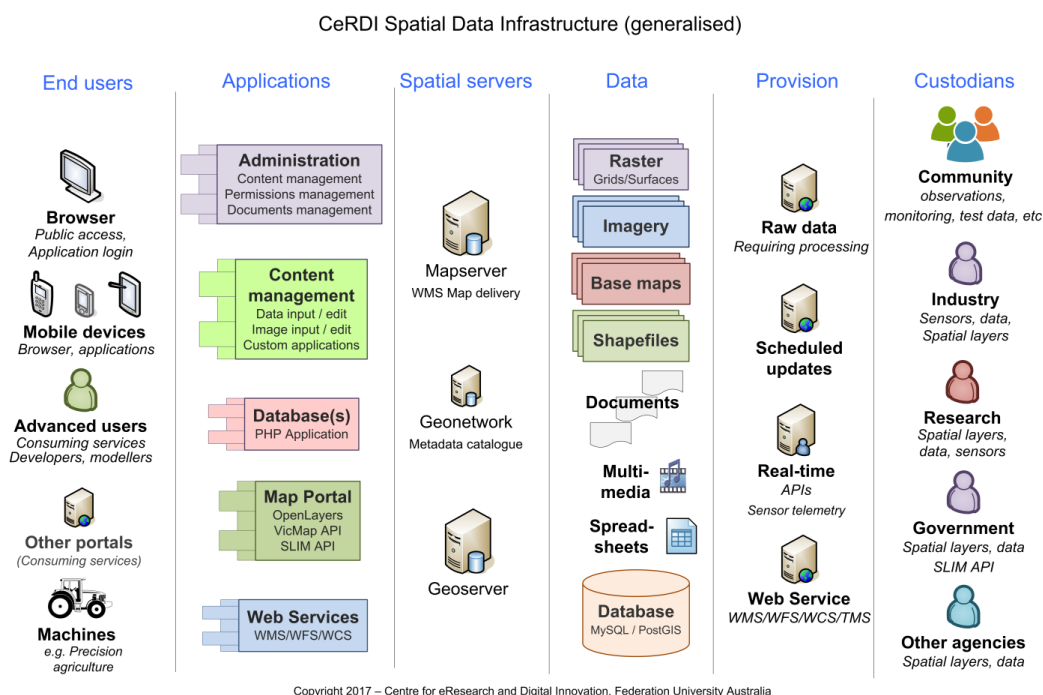 CeRDI Spatial Data Infrastructure (generalised)
End users
Browser
Public access,
Application login
Mobile devices
Browser, applications
Advanced users
Consuming services
Developers, modellers
Other portals
(Consuming services)
Machines
e.g. Precision
agriculture
Applications
Administration
Content management
Permissions management
Documents management
Content
management
Data input / edit
Image input / edit
Custom applications
Database(s)
PHP Application
Map Portal
OpenLayers
VicMap API
SLIM API
Web Services
WMS/WFS/WCS
Spatial servers
Mapserver
WMS Map delivery
Geonetwork
Metadata catalogue
Geoserver
Data
Raster
Grids/Surfaces
Imagery
Base maps
Shapefiles
Documents
Multi-
media
Spread-
sheets
Database
MySQL / PostGIS
Provision
Raw data
Requiring processing
Scheduled
updates
Real-time
APIs
Sensor telemetry
Web Service
WMS/WFS/WCS/TMS
Custodians
Community
observations,
monitoring, test data, etc
Industry
Sensors, data,
Spatial layers
Research
Spatial layers,
data, sensors
Government
Spatial layers, data
SLIM API
Other agencies
Spatial layers, data
Copyright 2017 – Centre for eResearch and Digital Innovation, Federation University Australia